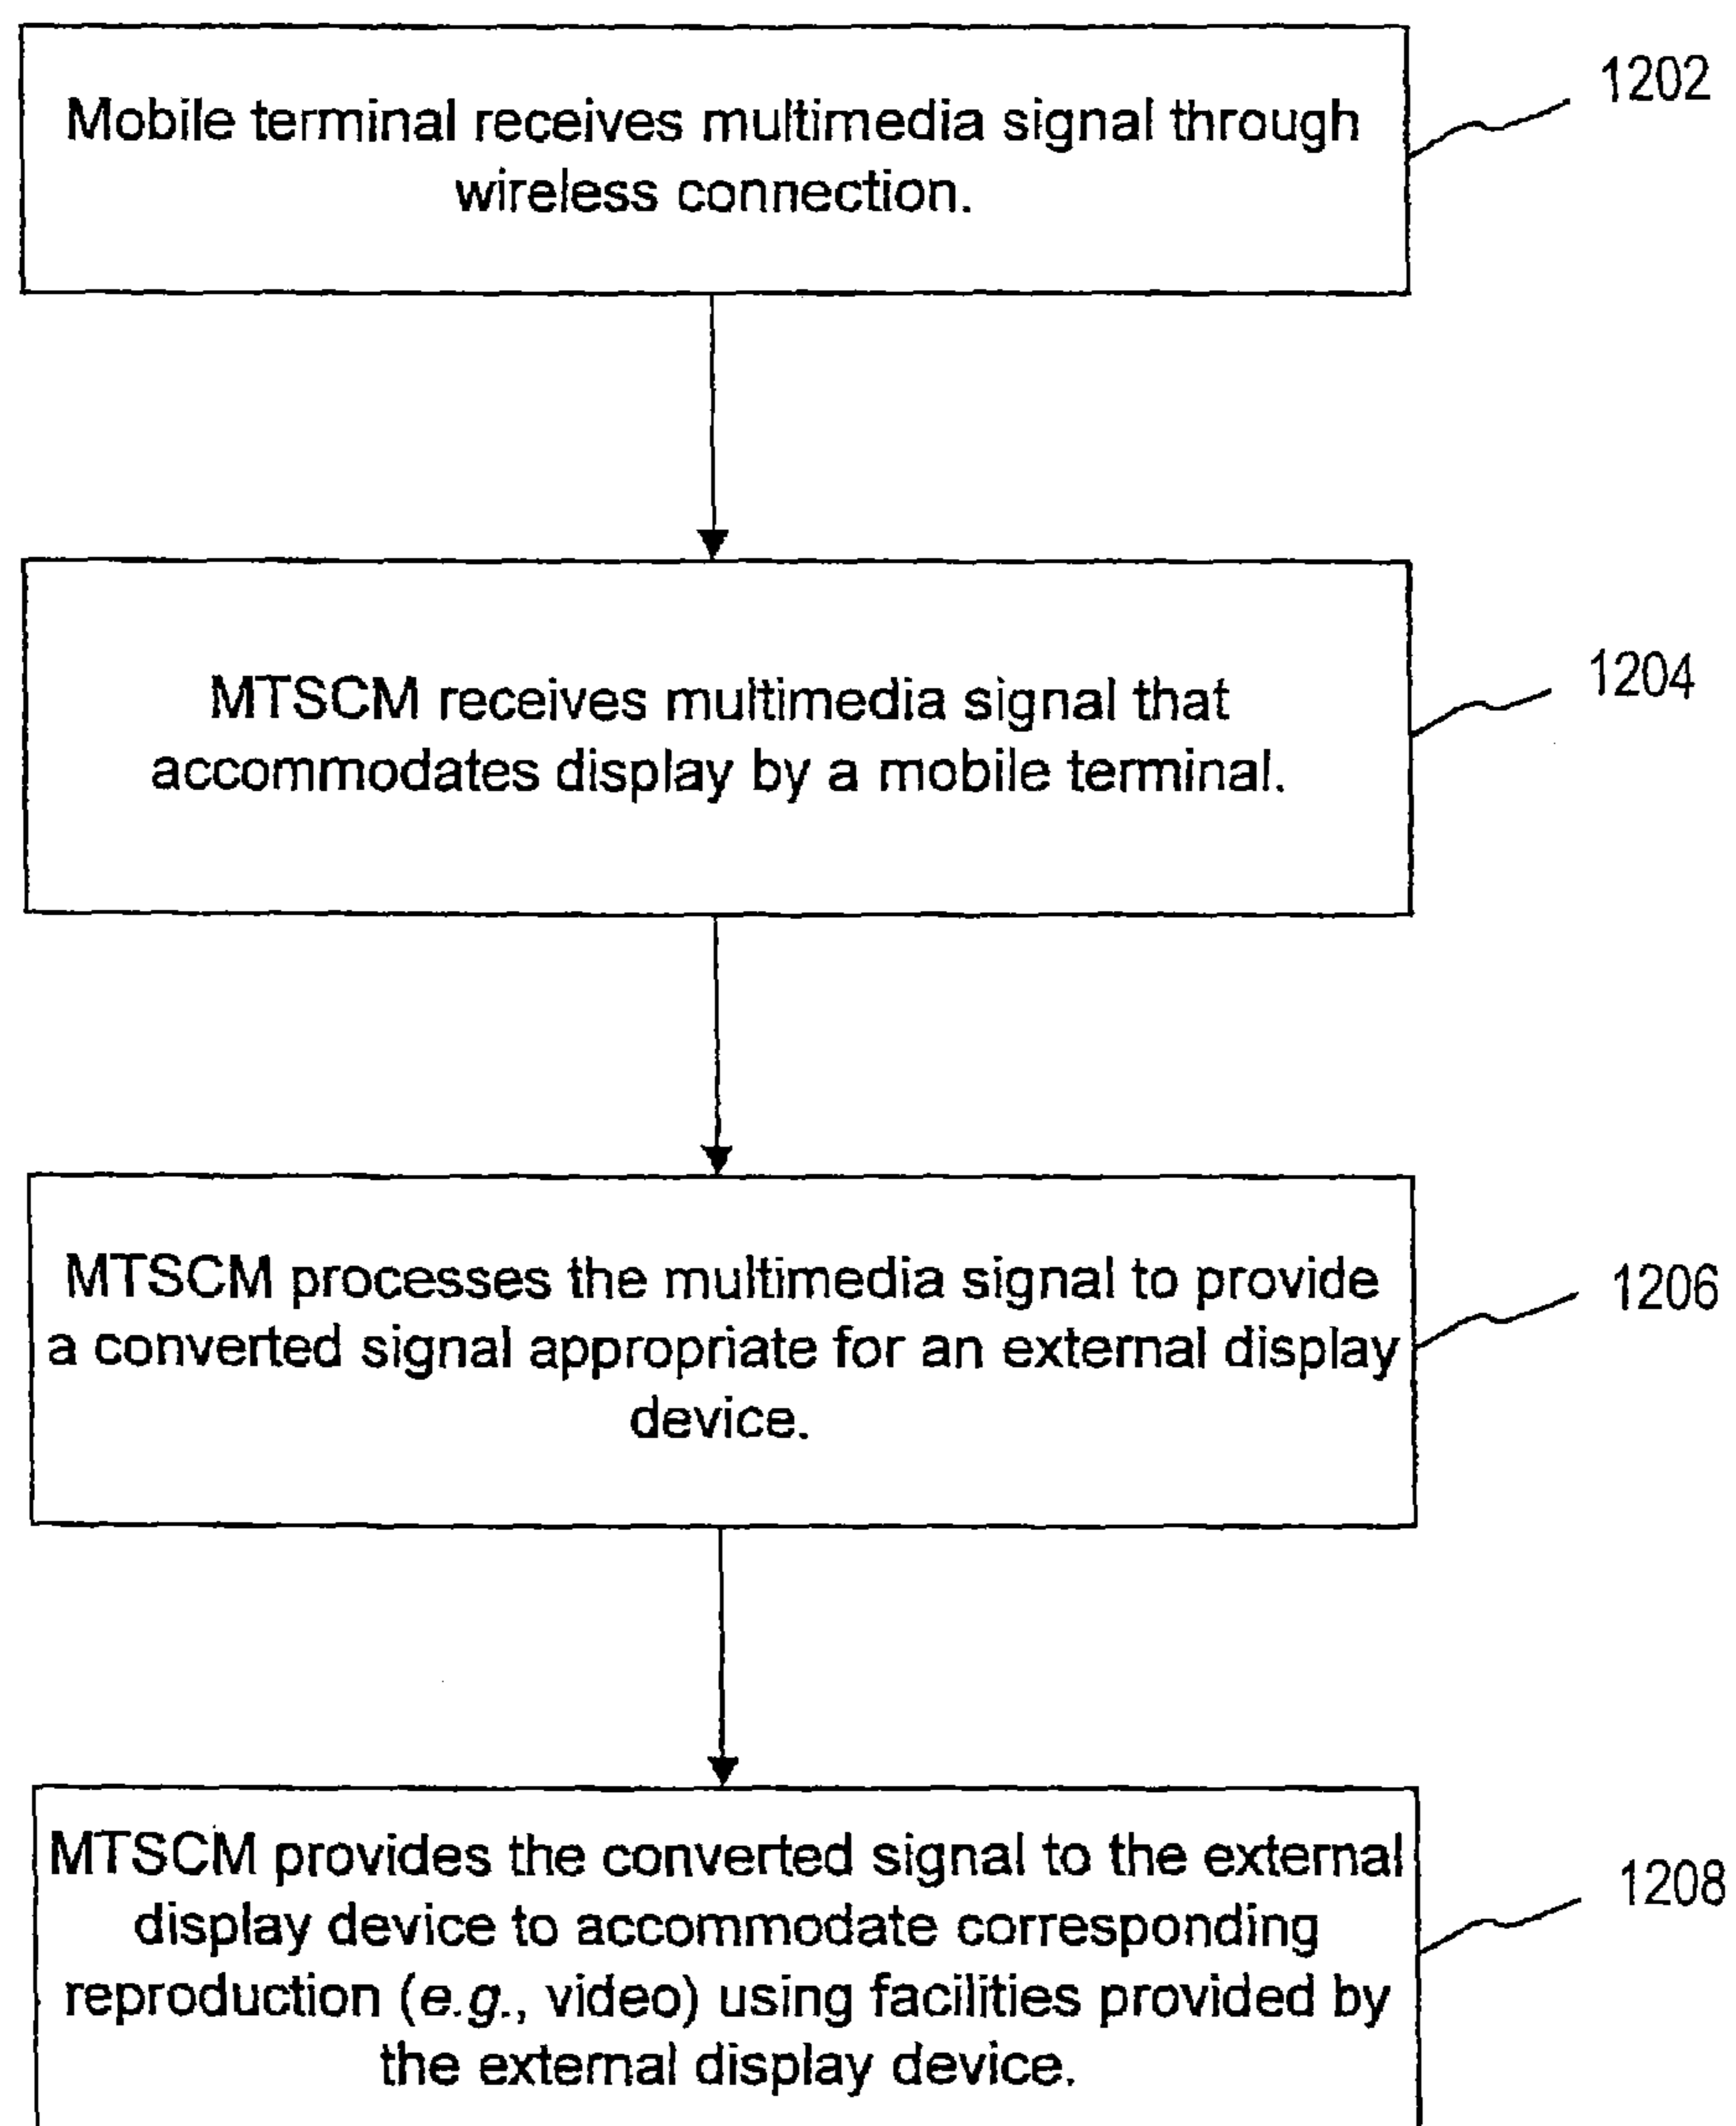 Mobile terminal receives multimedia signal through
wireless connection.
1202
MTSCM receives multimedia signal that
accommodates display by a mobile terminal.
1204
MTSCM processes the multimedia signal to provide
a converted signal appropriate for an external display
device.
1206
MTSCM provides the converted signal to the external
display device to accommodate corresponding
reproduction (e.g., video) using facilities provided by
the external display device.
1208